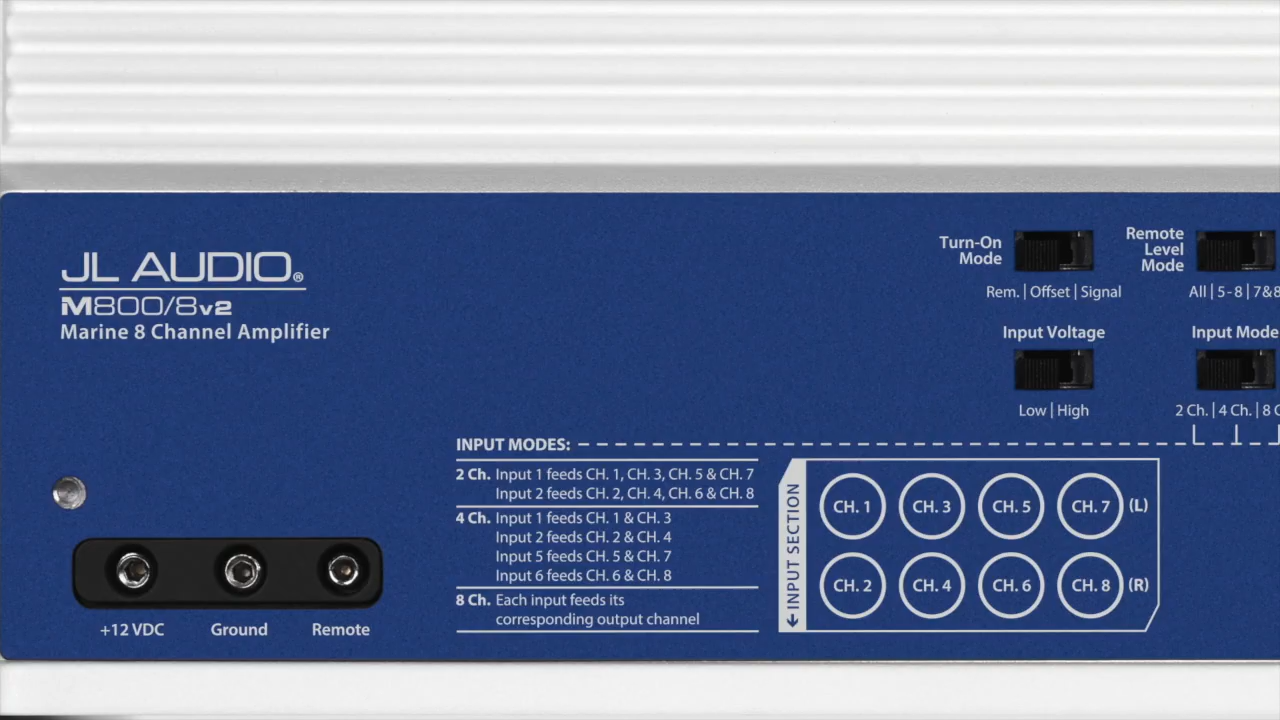 JL AUDIO®
M800/8v2
Marine 8 Channel Amplifier
Turn-On
Mode
Rem. | Offset | Signal
Remote
Level
Mode
All | 5-8 | 7&8
Input Voltage
Low | High
Input Mode
2 Ch. | 4 Ch. | 8 C
INPUT MODES:
2 Ch. Input 1 feeds CH. 1, CH. 3, CH. 5 & CH. 7
Input 2 feeds CH. 2, CH. 4, CH. 6 & CH. 8
4 Ch. Input 1 feeds CH. 1 & CH. 3
Input 2 feeds CH. 2 & CH. 4
Input 5 feeds CH. 5 & CH. 7
Input 6 feeds CH. 6 & CH. 8
8 Ch. Each input feeds its
corresponding output channel
INPUT SECTION
CH. 1 CH. 3 CH. 5 CH. 7 (L)
CH. 2 CH. 4 CH. 6 CH. 8 (R)
+12 VDC Ground Remote